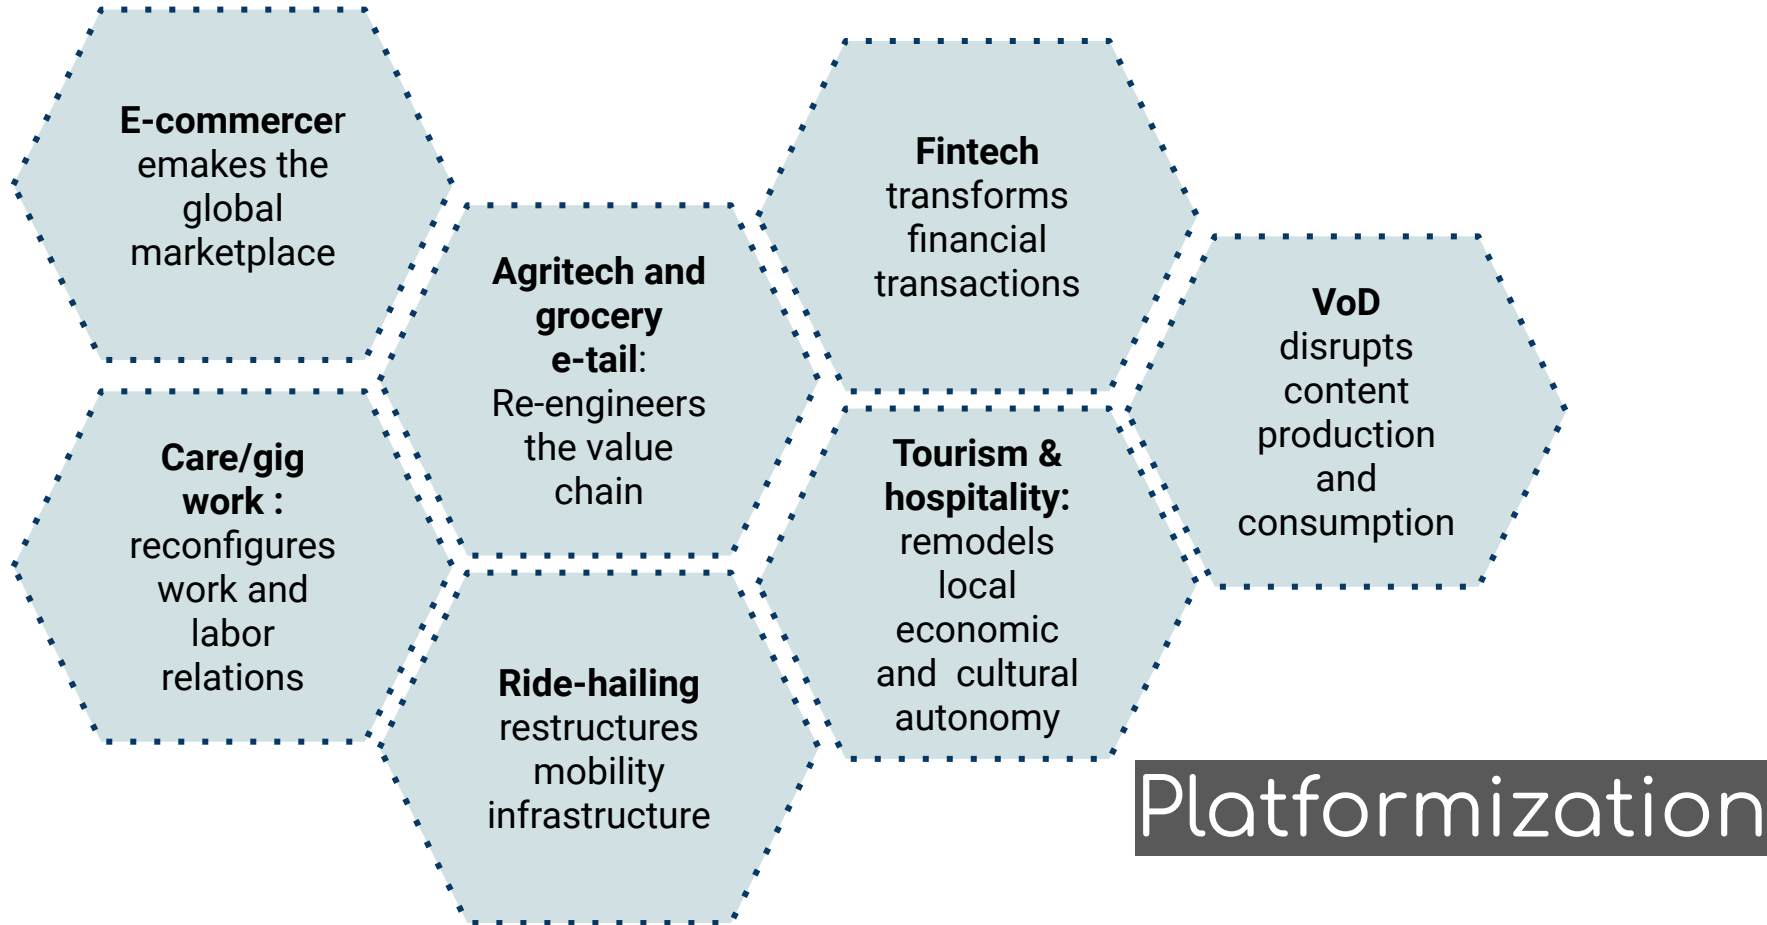 E-commercer
emakes the
global
marketplace
Agritech and
grocery
e-tail:
Re-engineers
the value
chain
Fintech
transforms
financial
transactions
VoD
disrupts
content
production
and
consumption
Care/gig
work :
reconfigures
work and
labor
relations
Ride-hailing
restructures
mobility
infrastructure
Tourism &
hospitality:
remodels
local
economic
and  cultural
autonomy
Platformization